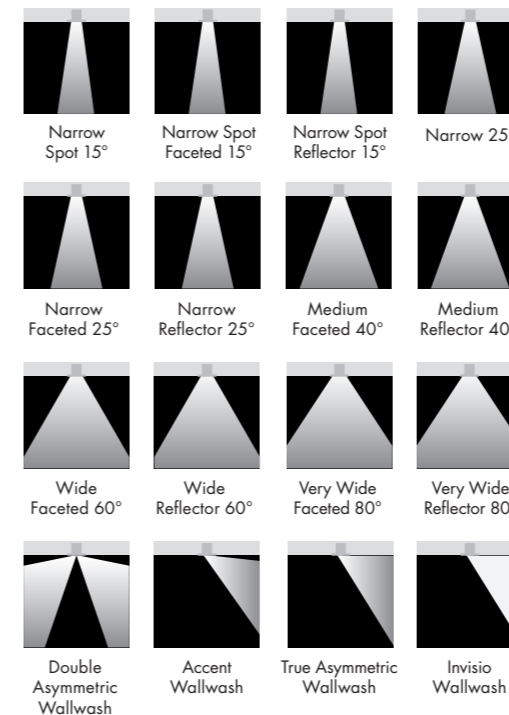 Narrow
Spot 15°
Narrow Spot
Faceted 15°
Narrow Spot
Reflector 15°
Narrow 25
Narrow
Faceted 25°
Narrow
Reflector 25°
Medium
Faceted 40°
Medium
Reflector 40
Wide
Faceted 60°
Wide
Reflector 60°
Very Wide
Faceted 80°
Very Wide
Reflector 80
Double
Asymmetric
Wallwash
Accent
Wallwash
True Asymmetric
Wallwash
Invisio
Wallwash